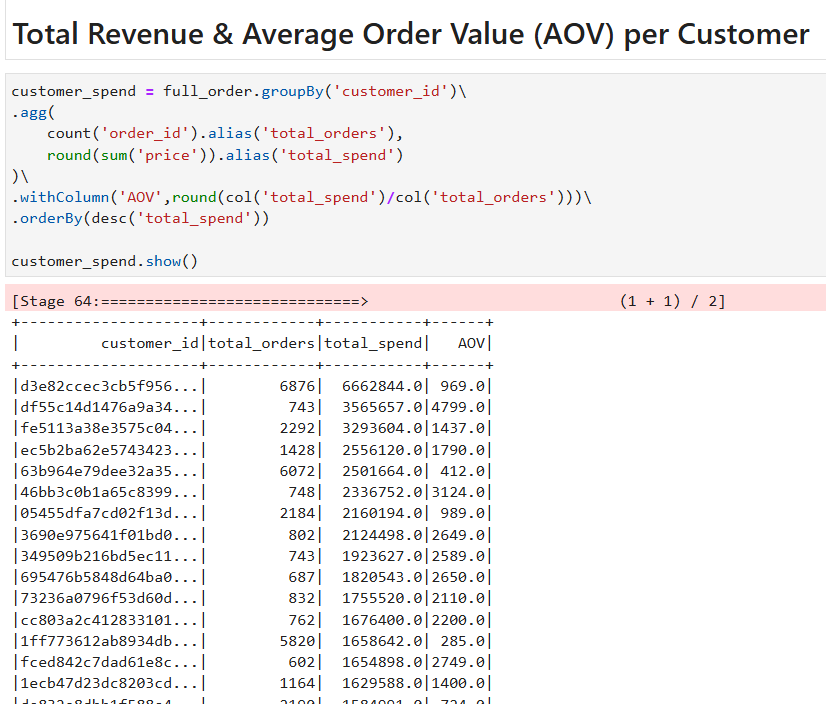 Total Revenue & Average Order Value (AOV) per Customer
customer_spend = full_order.groupBy('customer_id')\
.agg(
    count('order_id').alias('total_orders'),
    round(sum('price')).alias('total_spend')
)\
.withColumn('AOV',round(col('total_spend')/col('total_orders')))\
.orderBy(desc('total_spend'))
customer_spend.show()
[Stage 64:=============================>                            (1 + 1) / 2]
+--------------------+------------+-----------+------+
|         customer_id|total_orders|total_spend|   AOV|
+--------------------+------------+-----------+------+
|d3e82ccec3cb5f956...|        6876|  6662844.0| 969.0|
|df55c14d1476a9a34...|         743|  3565657.0|4799.0|
|fe5113a38e3575c04...|        2292|  3293604.0|1437.0|
|ec5b2ba62e5743423...|        1428|  2556120.0|1790.0|
|63b964e79dee32a35...|        6072|  2501664.0| 412.0|
|46bb3c0b1a65c8399...|         748|  2336752.0|3124.0|
|05455dfa7cd02f13d...|        2184|  2160194.0| 989.0|
|3690e975641f01bd0...|         802|  2124498.0|2649.0|
|349509b216bd5ec11...|         743|  1923627.0|2589.0|
|695476b5848d64ba0...|         687|  1820543.0|2650.0|
|73236a0796f53d60d...|         832|  1755520.0|2110.0|
|cc803a2c412833101...|         762|  1676400.0|2200.0|
|1ff773612ab8934db...|        5820|  1658642.0| 285.0|
|fced842c7dad61e8c...|         602|  1654898.0|2749.0|
|1ecb47d23dc8203cd...|        1164|  1629588.0|1400.0|